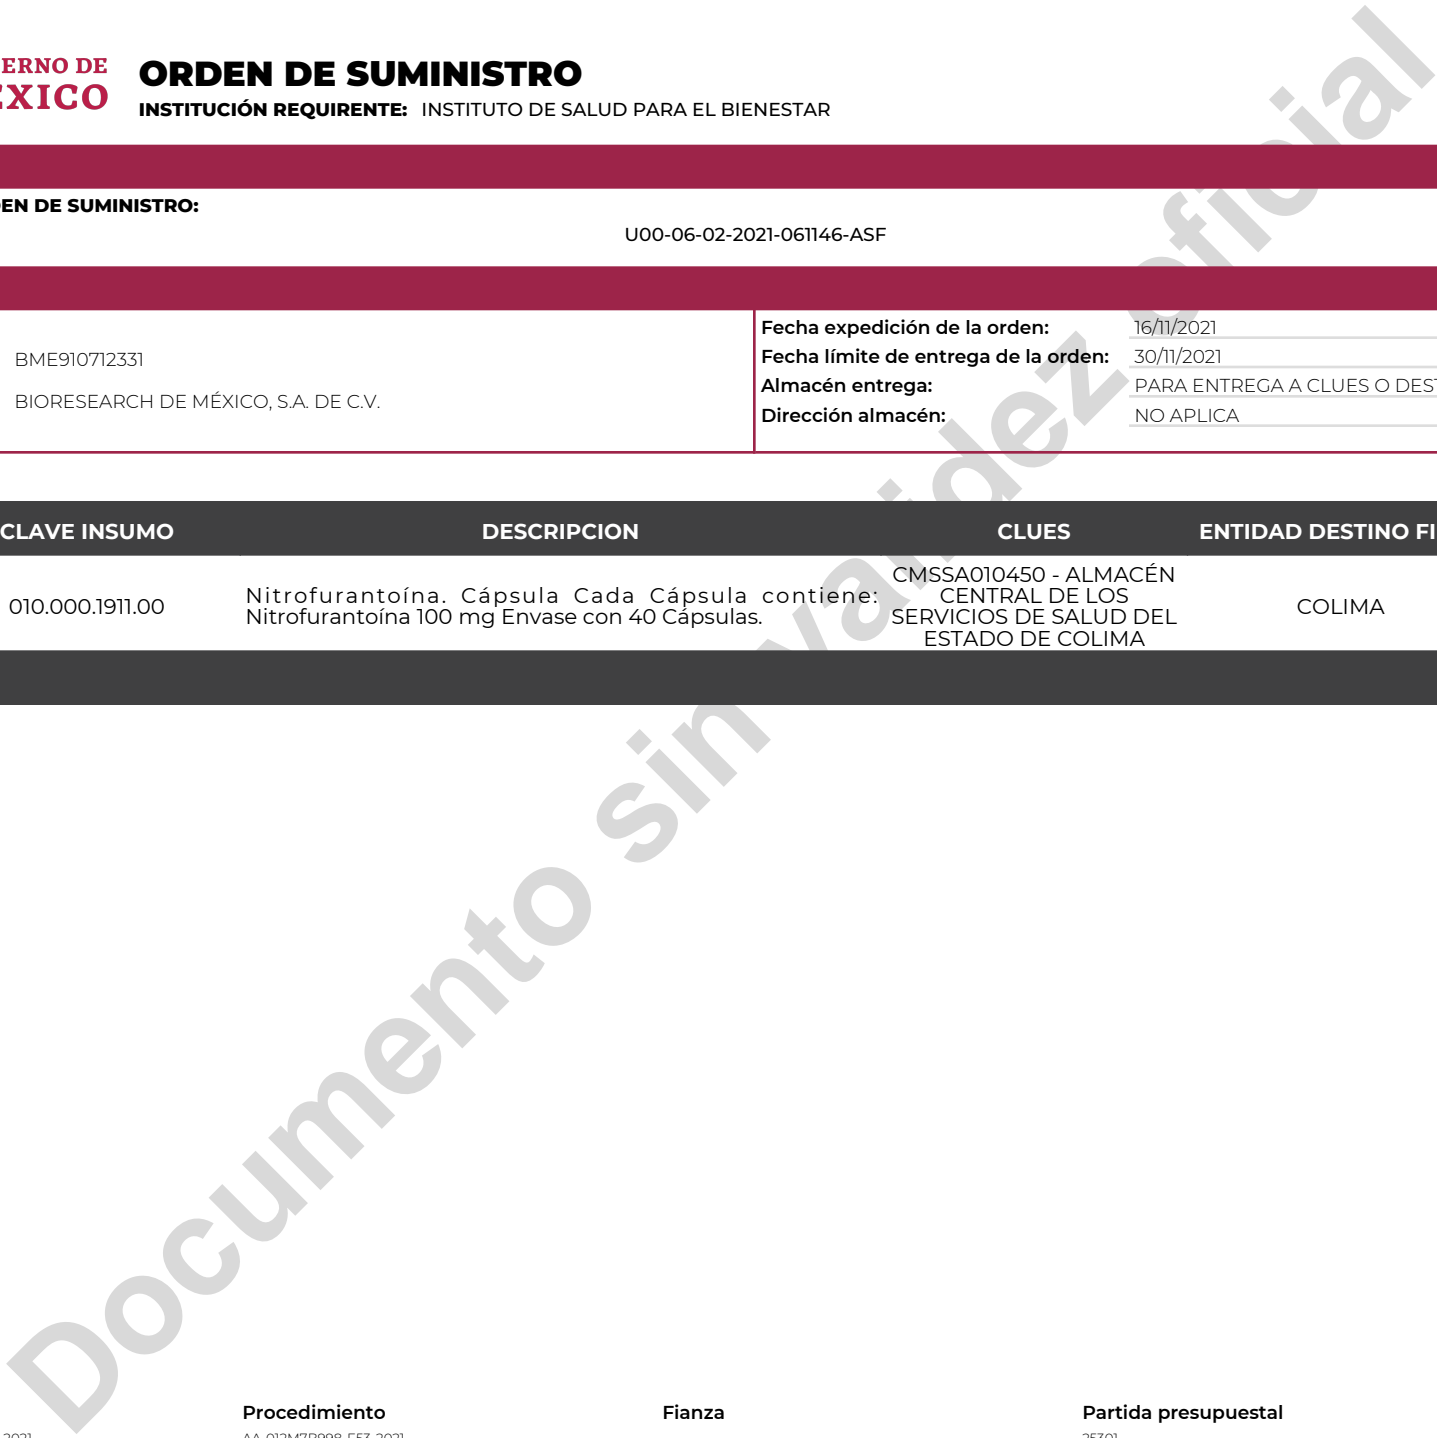 ERNO DE
EXICO
ORDEN DE SUMINISTRO
INSTITUCIÓN REQUIRENTE: INSTITUTO DE SALUD PARA EL BIENESTAR
EN DE SUMINISTRO:
U00-06-02-2021-061146-ASF
BME910712331
BIORESEARCH DE MÉXICO, S.A. DE C.V.
Fecha expedición de la orden: 16/11/2021
Fecha límite de entrega de la orden: 30/11/2021
Almacén entrega: PARA ENTREGA A CLUES O DEST
Dirección almacén: NO APLICA
CLAVE INSUMO DESCRIPCION CLUES ENTIDAD DESTINO FI
010.000.1911.00
Nitrofurantoína. Cápsula Cada Cápsula contiene:
Nitrofurantoína 100 mg Envase con 40 Cápsulas.
CMSSA010450 - ALMACÉN
CENTRAL DE LOS
SERVICIOS DE SALUD DEL
ESTADO DE COLIMA
COLIMA
Documento sin validez oficial
Procedimiento Fianza Partida presupuestal